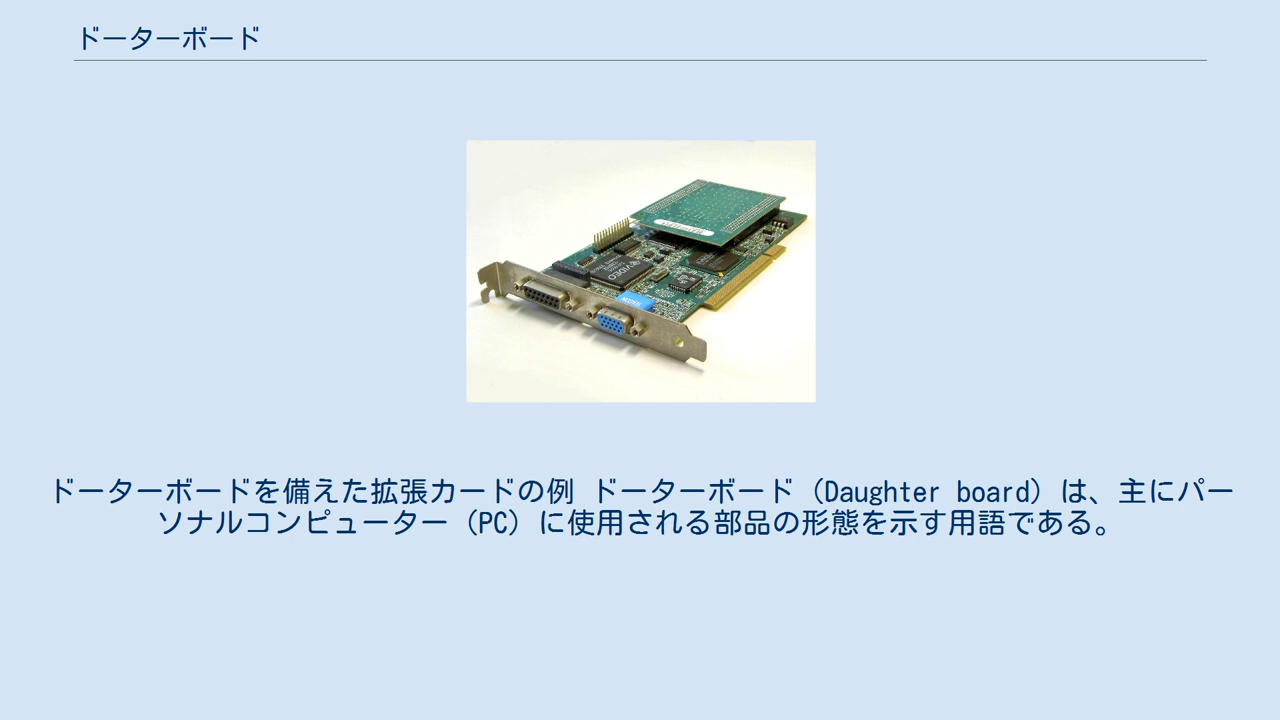 ドーターボード
VIDEO
ドーターボードを備えた拡張カードの例 ドーターボード（Daughter board）は、主にパー
ソナルコンピューター（PC）に使用される部品の形態を示す用語である。